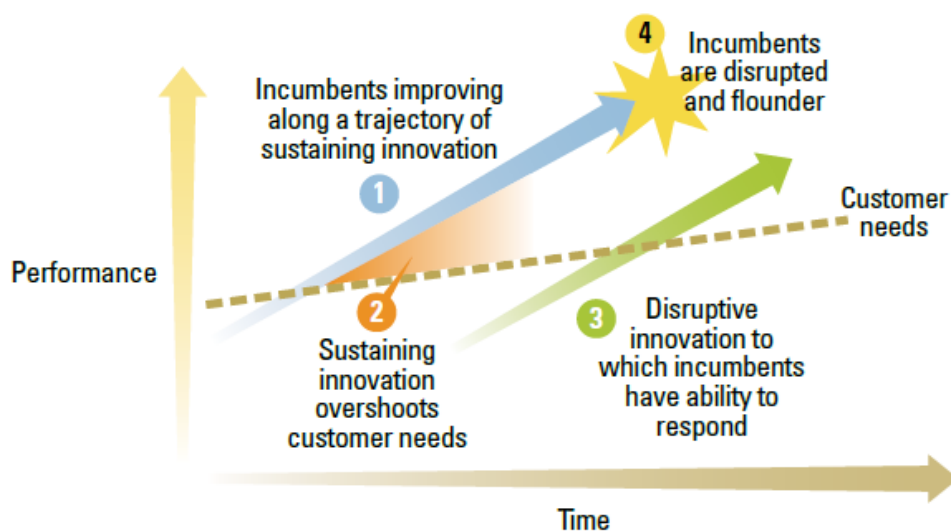 4
Incumbents
are disrupted
and flounder
Incumbents improving
along a trajectory of
sustaining innovation
1
Customer
needs
Performance
2
Sustaining
innovation
overshoots
customer needs
3
Disruptive
innovation to
which incumbents
have ability to
respond
Time